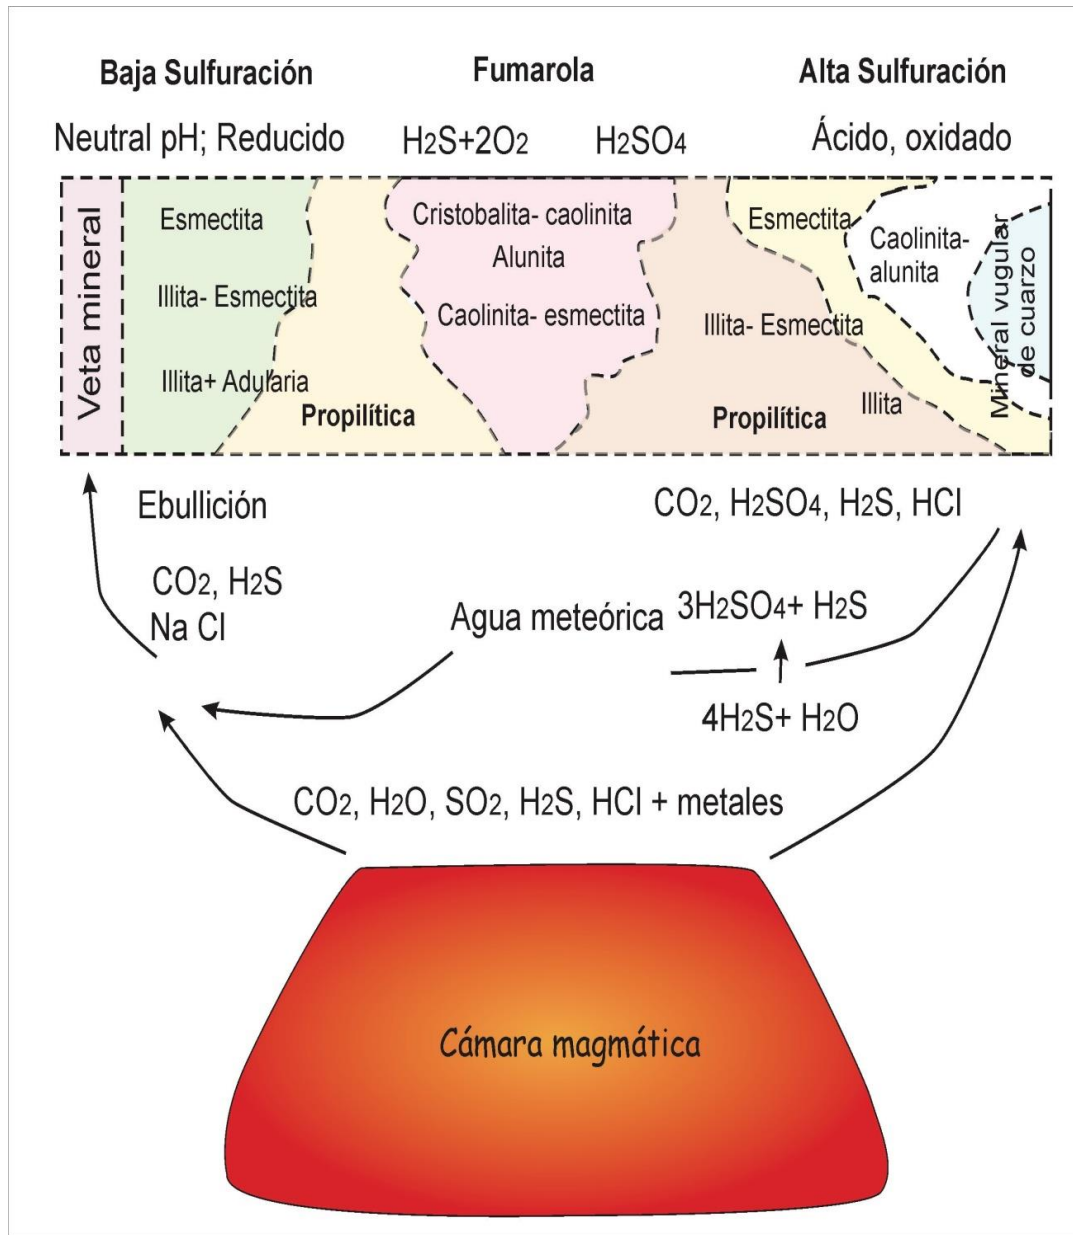 Baja Sulfuración
Fumarola
Alta Sulfuración
Neutral pH; Reducido
H2S+2O2
H2SO4
Ácido, oxidado
Veta mineral
Esmectita
Illita- Esmectita
Illita+ Adularia
Propilítica
Cristobalita- caolinita
Alunita
Caolinita- esmectita
Esmectita
Illita- Esmectita
Illita
Propilítica
Caolinita-
alunita
Mineral vugular
de cuarzo
Ebullición
CO2, H2S
Na Cl
CO2, H2SO4, H2S, HCl
Agua meteórica
3H2SO4+ H2S
4H2S+ H2O
CO2, H2O, SO2, H2S, HCl + metales
Cámara magmática